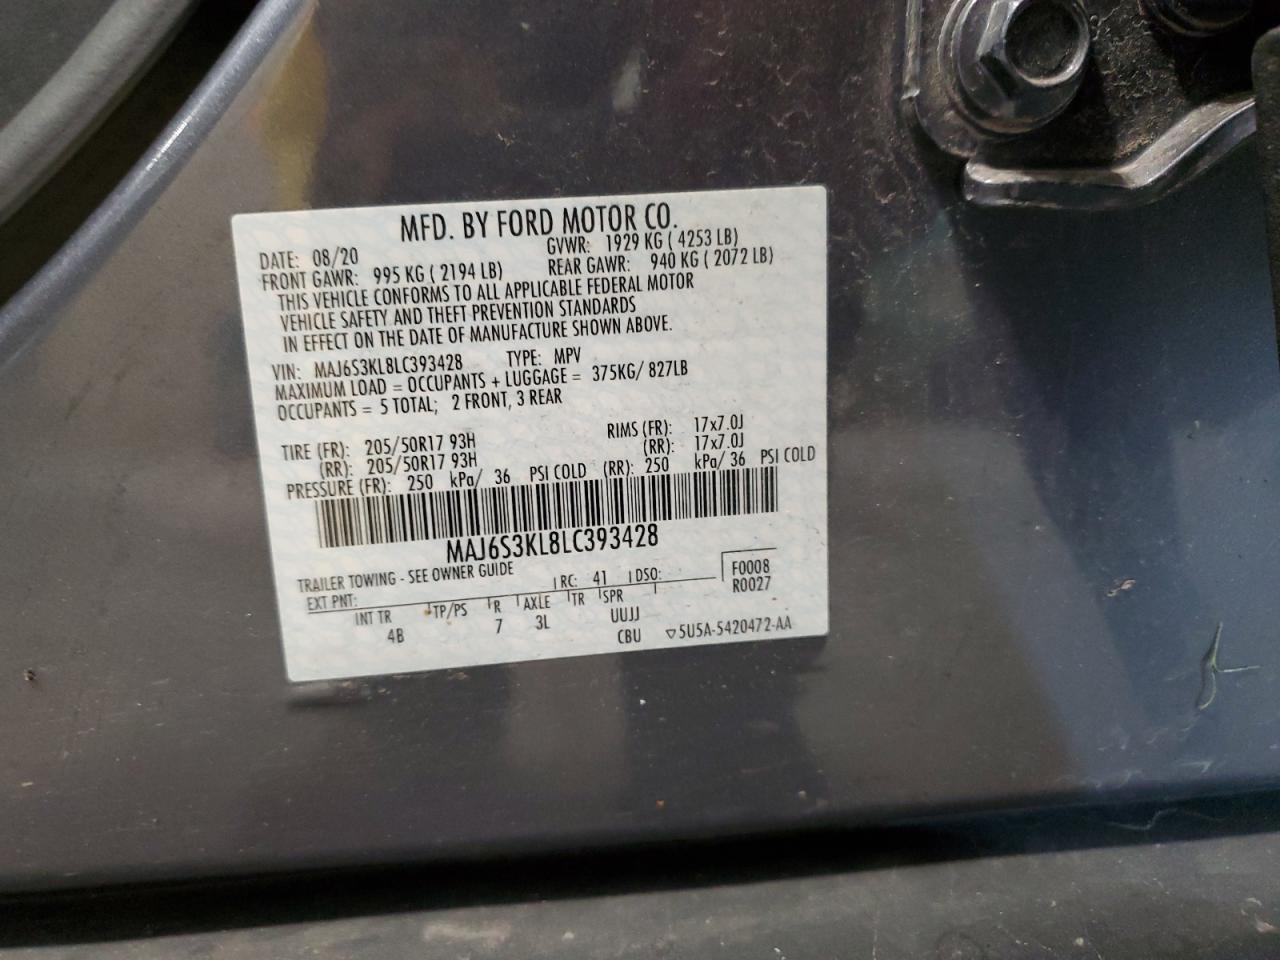 MFD. BY FORD MOTOR CO.
DATE: 08/20 GVWR: 1929 KG ( 4253 LB)
FRONT GAWR: 995 KG ( 2194 LB) REAR GAWR: 940 KG ( 2072 LB)
THIS VEHICLE CONFORMS TO ALL APPLICABLE FEDERAL MOTOR
VEHICLE SAFETY AND THEFT PREVENTION STANDARDS
IN EFFECT ON THE DATE OF MANUFACTURE SHOWN ABOVE.
VIN: MAJ6S3KL8LC393428 TYPE: MPV
MAXIMUM LOAD = OCCUPANTS + LUGGAGE = 375KG/ 827LB
OCCUPANTS = 5 TOTAL; 2 FRONT, 3 REAR
TIRE (FR): 205/50R17 93H RIMS (FR): 17x7.0J
(RR): 205/50R17 93H (RR): 17x7.0J
PRESSURE (FR): 250 kPa/ 36 PSI COLD (RR): 250 kPa/ 36 PSI COLD
MAJ6S3KL8LC393428
TRAILER TOWING - SEE OWNER GUIDE
EXT PNT: RC: 41 DSO: F0008
R0027
INT TR TP/PS R AXLE TR SPR
4B 7 3L UUJJ
CBU ▽5U5A-5420472-AA